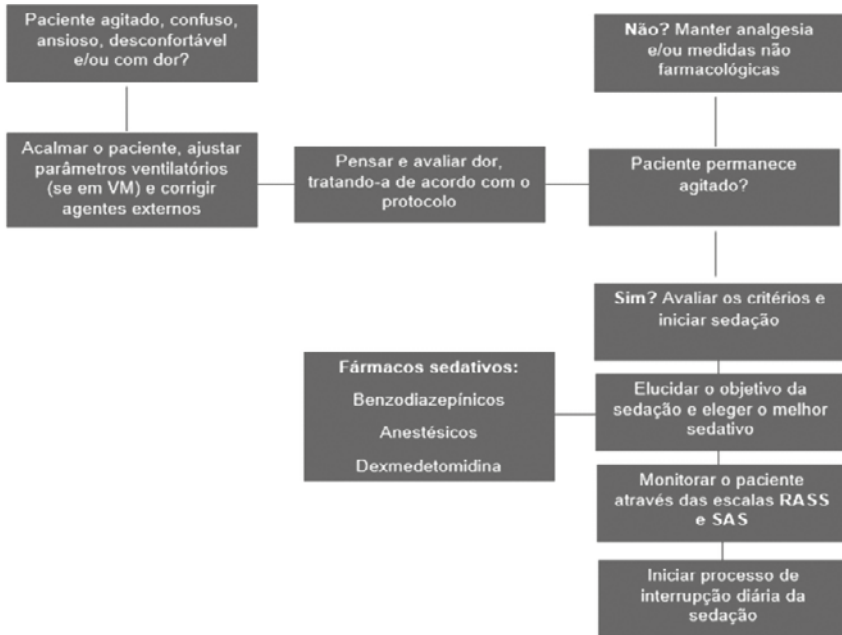 Paciente agitado, confuso,
ansioso, desconfortável
e/ou com dor?
Acalmar o paciente, ajustar
parâmetros ventilatórios
(se em VM) e corrigir
agentes externos
Pensar e avaliar dor,
tratando-a de acordo com o
protocolo
Paciente permanece
agitado?
Não? Manter analgesia
e/ou medidas não
farmacológicas
Sim? Avaliar os critérios e
iniciar sedação
Elucidar o objetivo da
sedação e eleger o melhor
sedativo
Fármacos sedativos:
Benzodiazepínicos
Anestésicos
Dexmedetomidina
Monitorar o paciente
através das escalas RASS
e SAS
Iniciar processo de
interrupção diária da
sedação